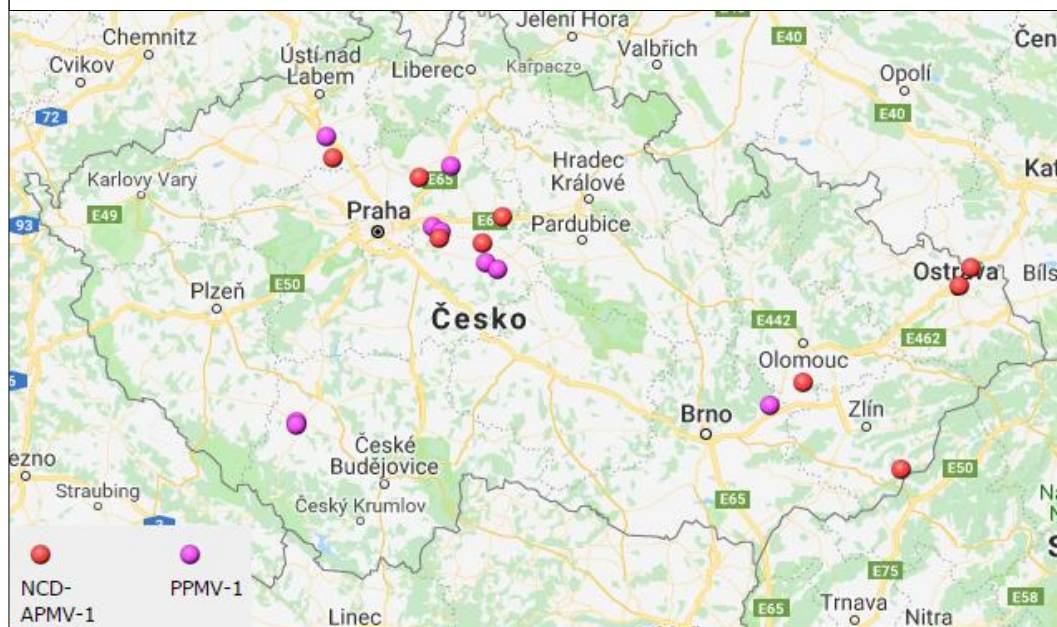 Jelení Hora
E40
Chemnitz
Čen
Valbřich
Cvikov
Ústí nad
Labem
Liberec
Karpacz
Opolí
72
E40
Hradec
Králové
Kat
Karlovy Vary
E65
93
E49
Praha
Pardubice
Ostrava
Bíls
Plzeň
E50
Česko
E442
E462
Olomouc
Brno
Zlín
České
Budějovice
E50
ezno
Straubing
Český Krumlov
E65
3
NCD-
APMV-1
PPMV-1
E75
E58
Linec
E65
Trnava
Nitra